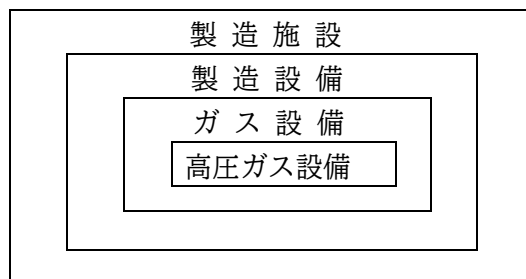 製 造 施 設
製 造 設 備
ガ ス 設 備
高圧ガス設備